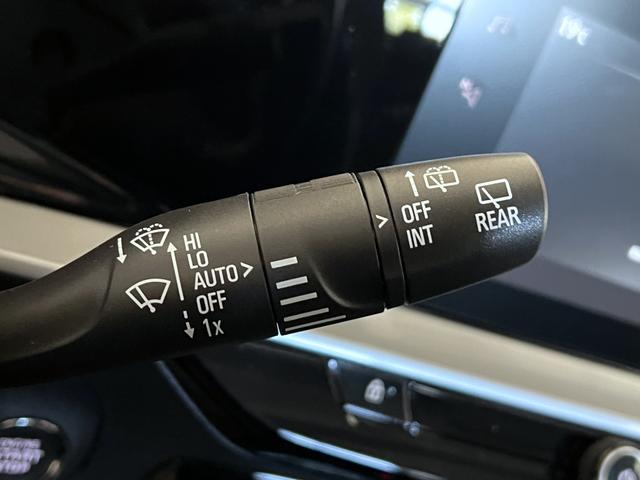 HI
LO
AUTO
OFF
1x
OFF
INT
REAR